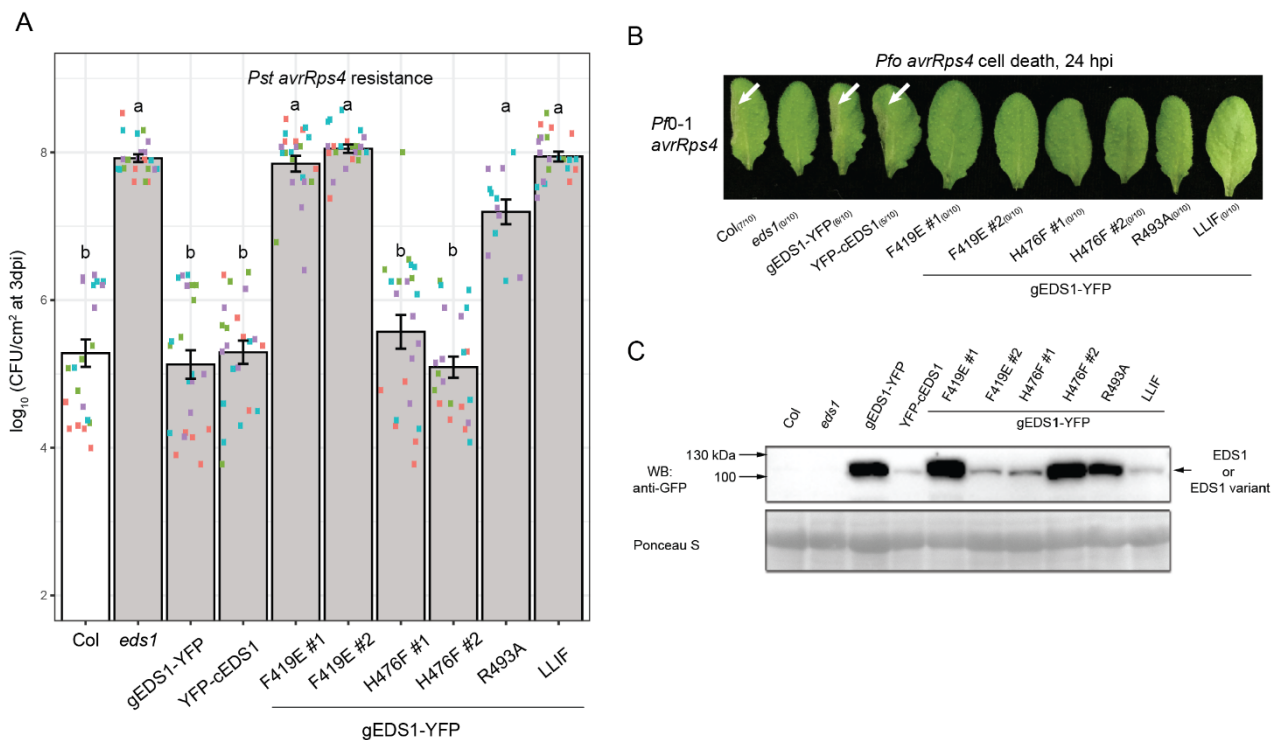 A
Pst avrRps4 resistance
a
a
a
a
a
b
b
b
b
b
8
6
4
2
log10 (CFU/cm2 at 3dpi)
Col
eds1
gEDS1-YFP
YFP-cEDS1
F419E #1
F419E #2
H476F #1
H476F #2
R493A
LLIF
gEDS1-YFP
B
Pfo avrRps4 cell death, 24 hpi
Pf0-1
avrRps4
Col(7/10)
eds1(0/10)
gEDS1-YFP(6/10)
YFP-cEDS1(5/10)
F419E #1(0/10)
F419E #2(0/10)
H476F #1(0/10)
H476F #2(0/10)
R493A(0/10)
LLIF(0/10)
gEDS1-YFP
C
Col
eds1
gEDS1-YFP
YFP-cEDS1
F419E #1
F419E #2
H476F #1
H476F #2
R493A
LLIF
gEDS1-YFP
130 kDa
WB:
anti-GFP
100
EDS1
or
EDS1 variant
Ponceau S